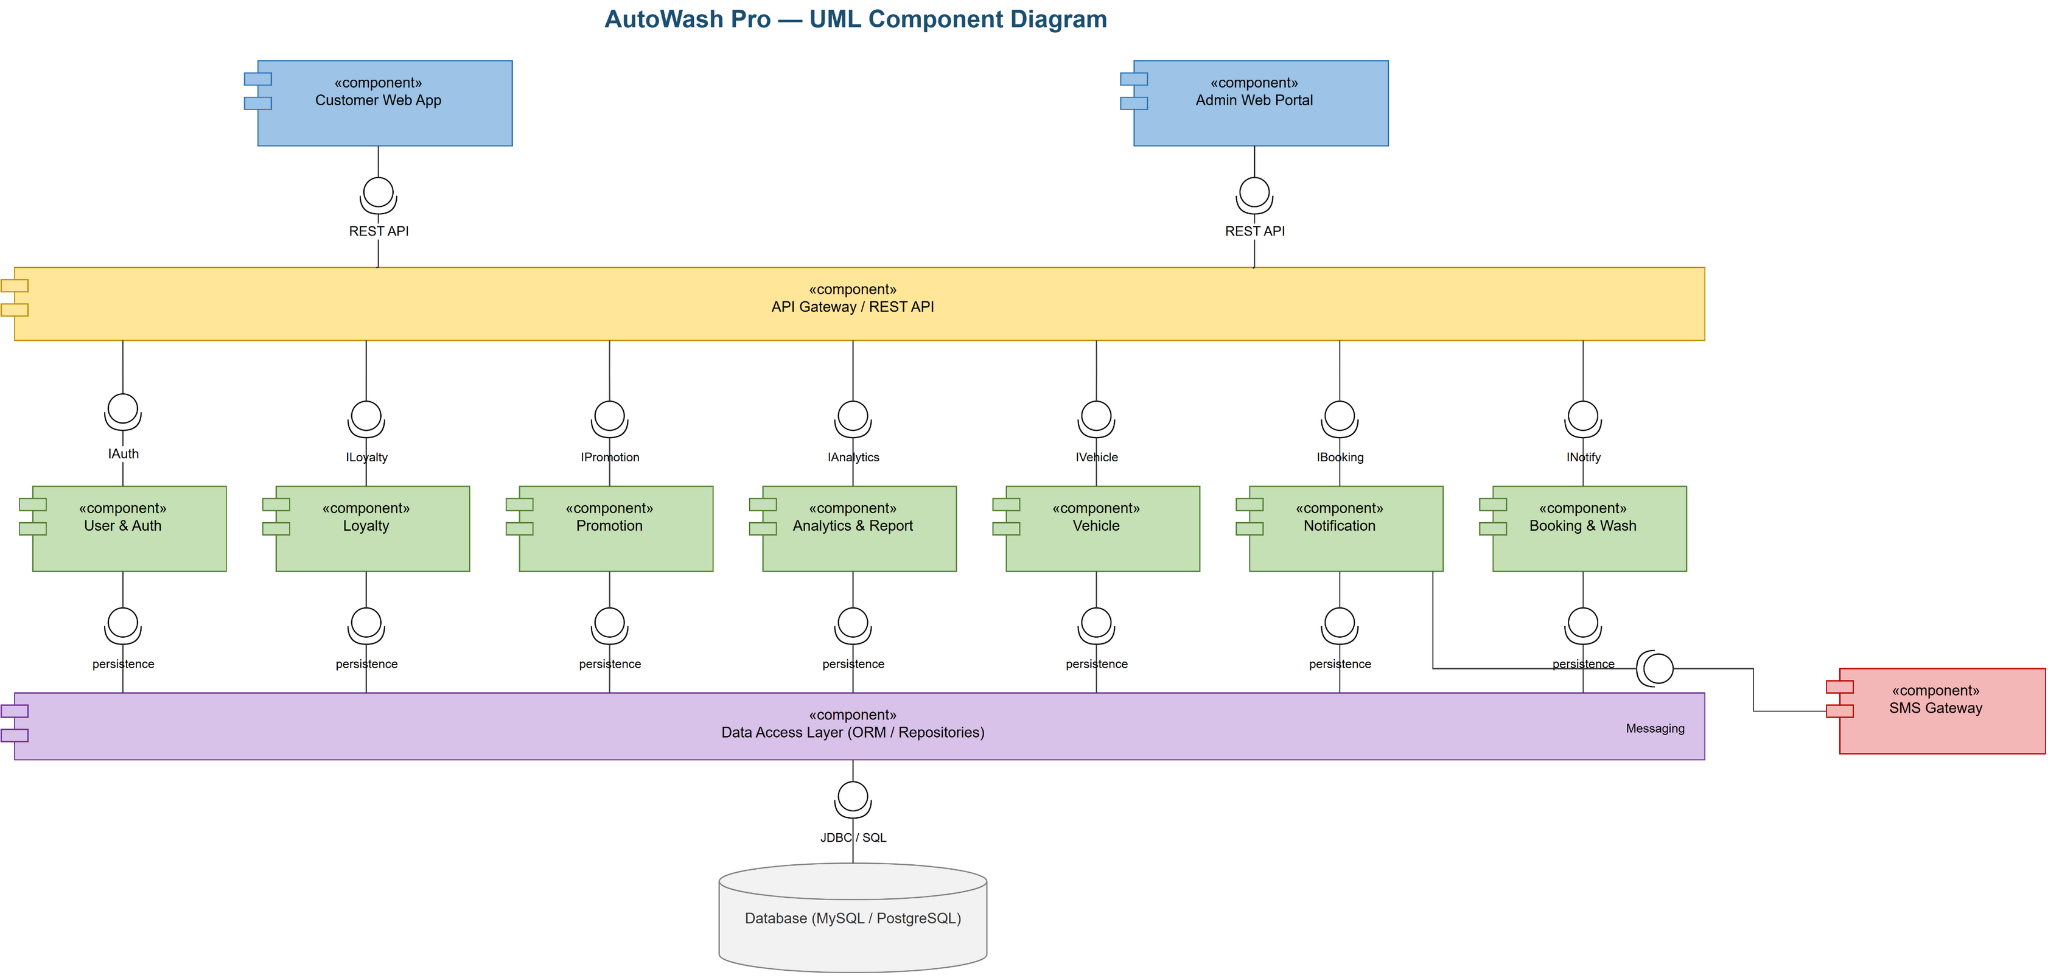 AutoWash Pro — UML Component Diagram
«component»
Customer Web App
«component»
Admin Web Portal
REST API
REST API
«component»
API Gateway / REST API
IAuth
ILoyalty
IPromotion
IAnalytics
IVehicle
IBooking
INotify
«component»
User & Auth
«component»
Loyalty
«component»
Promotion
«component»
Analytics & Report
«component»
Vehicle
«component»
Notification
«component»
Booking & Wash
persistence
persistence
persistence
persistence
persistence
persistence
persistence
«component»
SMS Gateway
«component»
Data Access Layer (ORM / Repositories)
Messaging
JDBC / SQL
Database (MySQL / PostgreSQL)